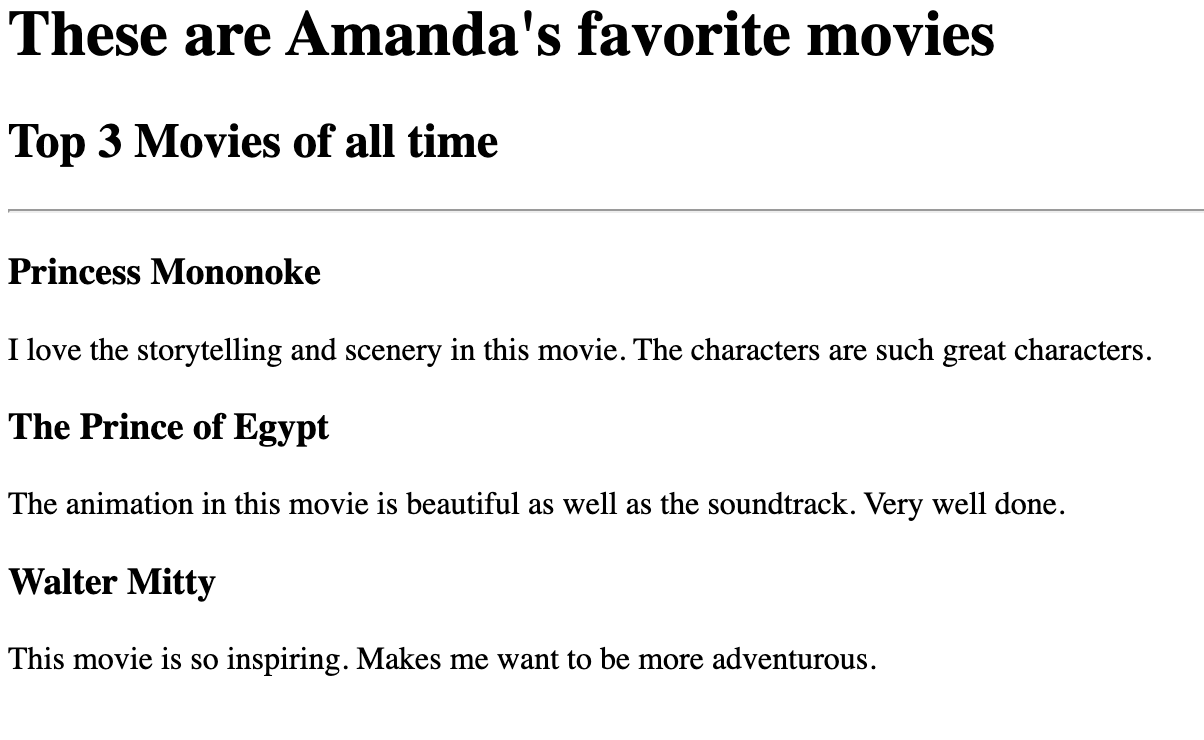 These are Amanda's favorite movies
Top 3 Movies of all time
Princess Mononoke
I love the storytelling and scenery in this movie. The characters are such great characters.
The Prince of Egypt
The animation in this movie is beautiful as well as the soundtrack. Very well done.
Walter Mitty
This movie is so inspiring. Makes me want to be more adventurous.